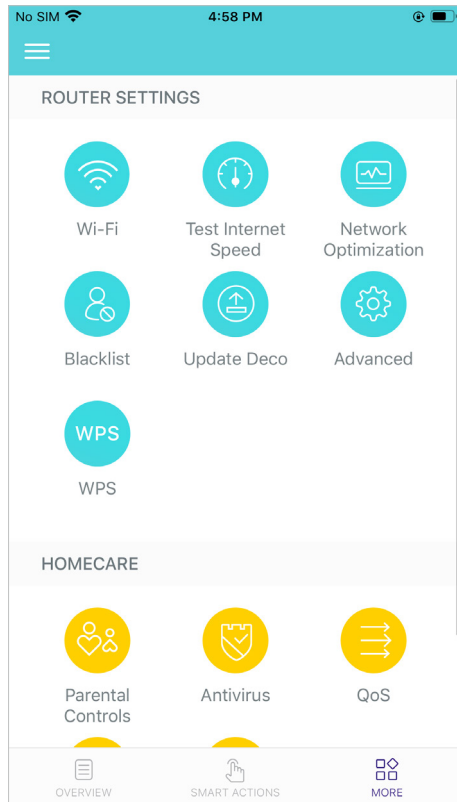 No SIM 4:58 PM
ROUTER SETTINGS
Wi-Fi Test Internet Speed Network Optimization
Blacklist Update Deco Advanced
WPS
WPS
HOMECARE
Parental Controls Antivirus QoS
OVERVIEW SMART ACTIONS MORE